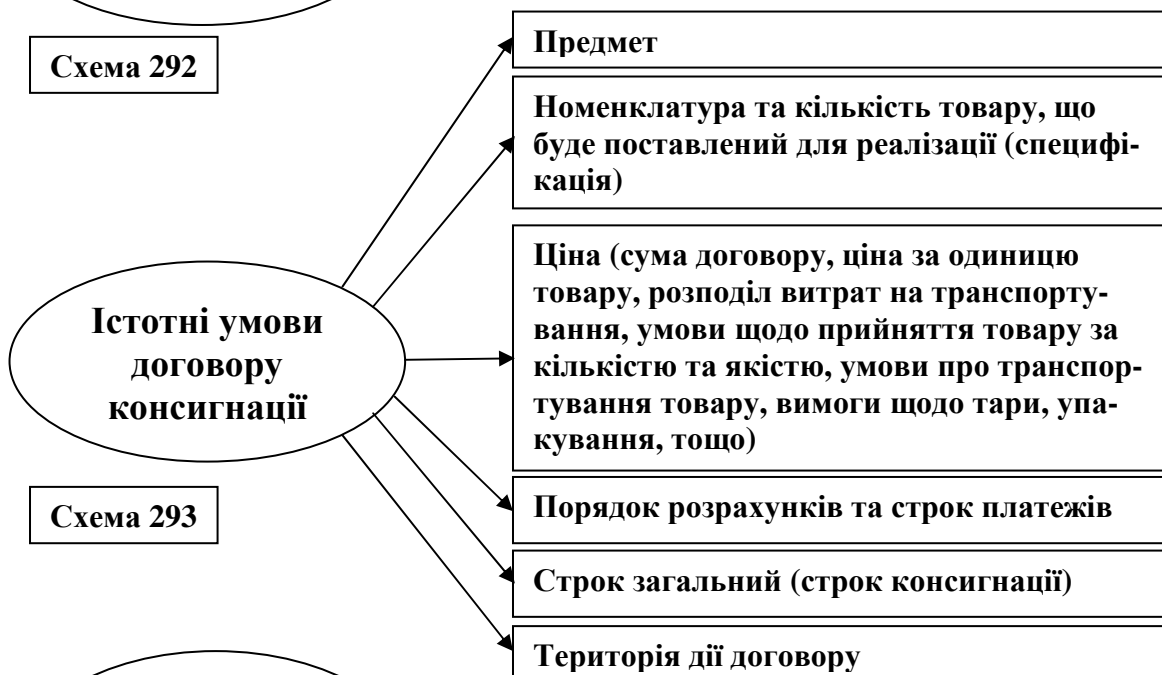 Схема 292
Предмет
Номенклатура та кількість товару, що
буде поставлений для реалізації (специфі-
кація)
Істотні умови
договору
консигнації
Ціна (сума договору, ціна за одиницю
товару, розподіл витрат на транспорту-
вання, умови щодо прийняття товару за
кількістю та якістю, умови про транспор-
тування товару, вимоги щодо тари, упа-
кування, тощо)
Схема 293
Порядок розрахунків та строк платежів
Строк загальний (строк консигнації)
Територія дії договору